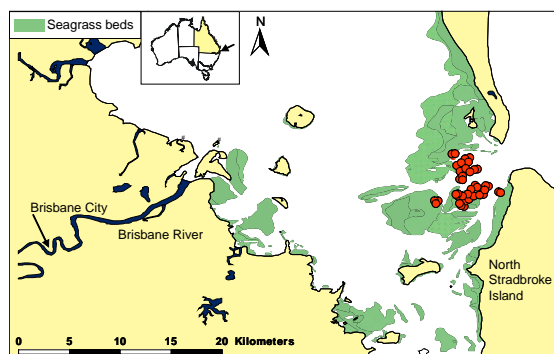 Seagrass beds
N
Brisbane City
Brisbane River
North
Stradbroke
Island
0 5 10 15 20 Kilometers